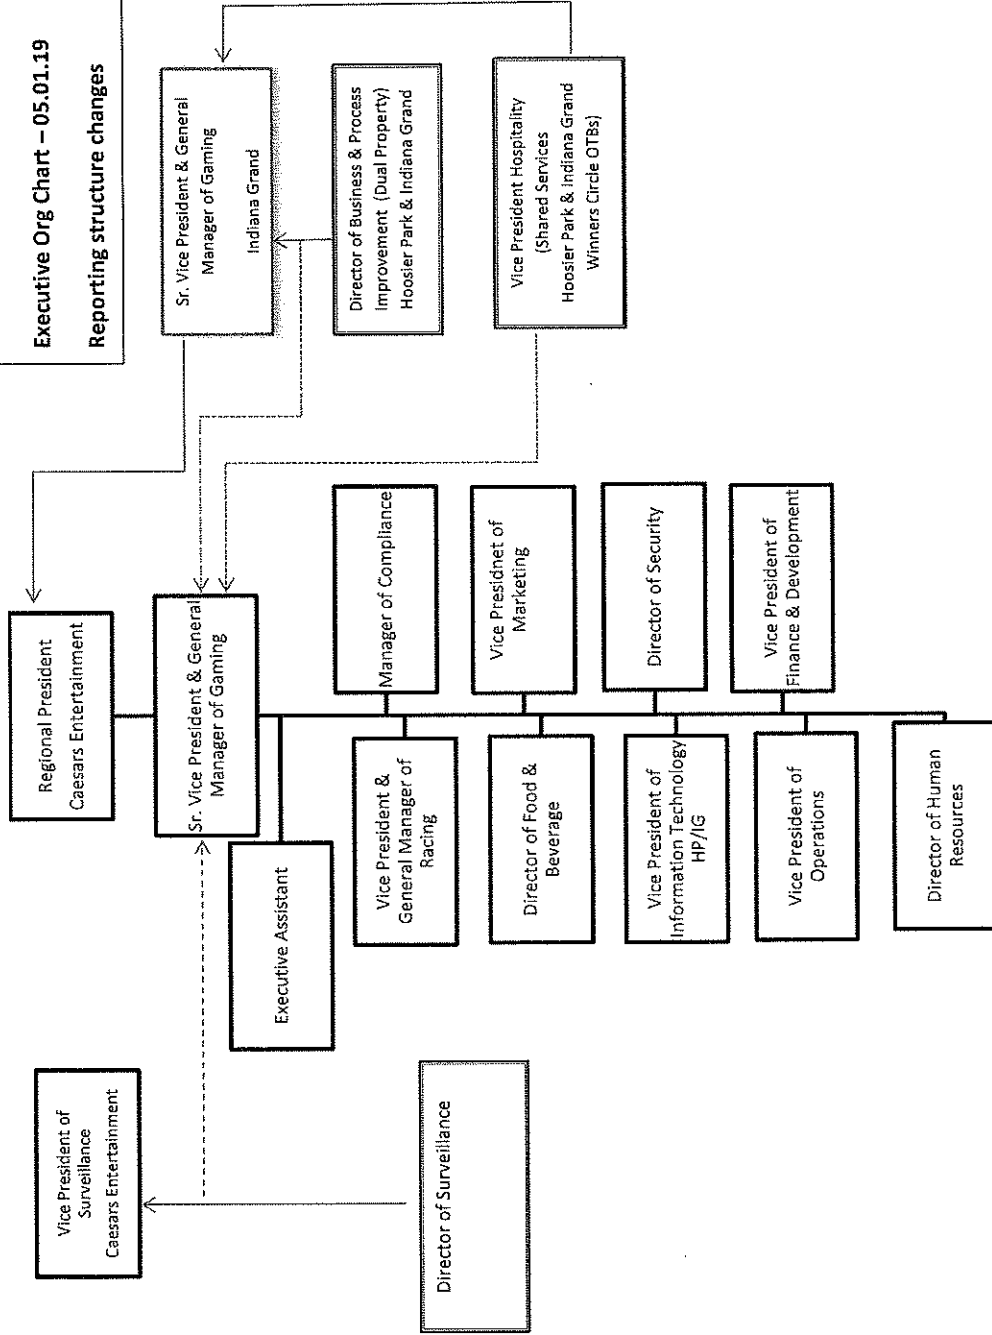 Executive Org Chart – 05.01.19
Reporting structure changes
Vice President of
Surveillance
Caesars Entertainment
Regional President
Caesars Entertainment
Sr. Vice President & General
Manager of Gaming
Indiana Grand
Sr. Vice President & General
Manager of Gaming
Executive Assistant
Director of Business & Process
Improvement (Dual Property)
Hoosier Park & Indiana Grand
Vice President &
General Manager of
Racing
Manager of Compliance
Director of Surveillance
Director of Food &
Beverage
Vice Presidnet of
Marketing
Vice President Hospitality
(Shared Services
Hoosier Park & Indiana Grand
Winners Circle OTBs)
Vice President of
Information Technology
HP/IG
Director of Security
Vice President of
Operations
Vice President of
Finance & Development
Director of Human
Resources